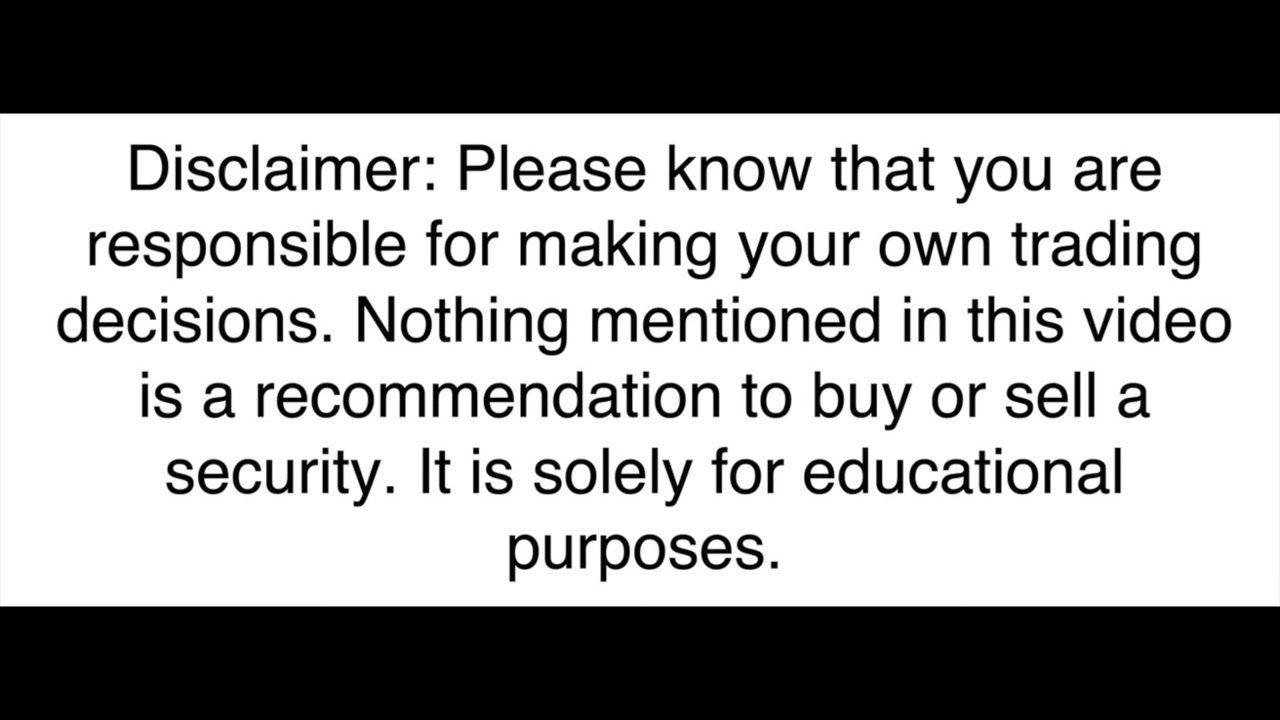 Disclaimer: Please know that you are
responsible for making your own trading
decisions. Nothing mentioned in this video
is a recommendation to buy or sell a
security. It is solely for educational
purposes.